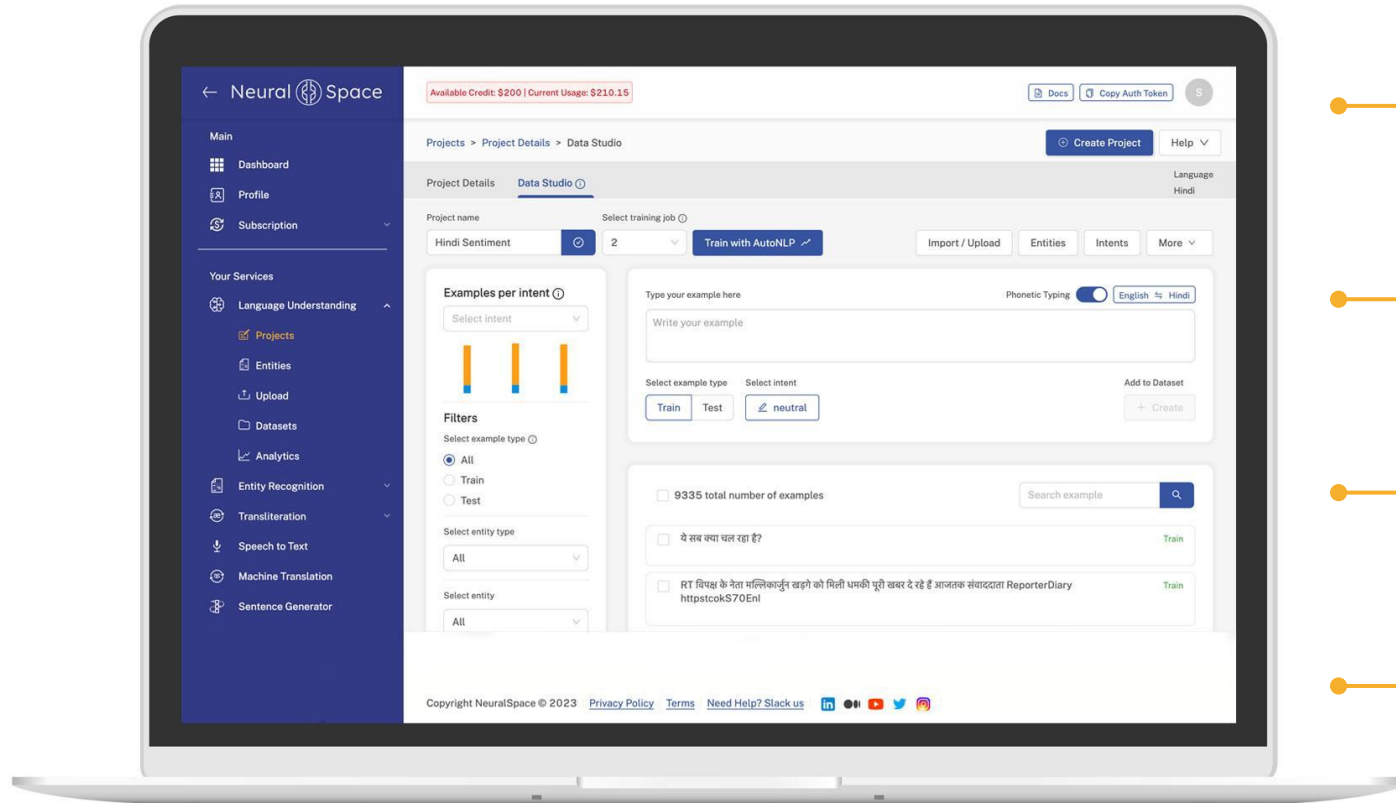 ← Neural Space
Available Credit: $200 | Current Usage: $210.15
Docs
Copy Auth Token
S
Main
Dashboard
Profile
Subscription
Your Services
Language Understanding
Projects
Entities
Upload
Datasets
Analytics
Entity Recognition
Transliteration
Speech to Text
Machine Translation
Sentence Generator
Projects > Project Details > Data Studio
Create Project
Help
Project Details
Data Studio
Language
Hindi
Project name
Select training job
Hindi Sentiment
2
Train with AutoNLP
Import / Upload
Entities
Intents
More
Examples per intent
Select intent
Filters
Select example type
All
Train
Test
Select entity type
All
Select entity
All
Type your example here
Phonetic Typing
English ⇋ Hindi
Write your example
Select example type
Select intent
Add to Dataset
Train
Test
neutral
+ Create
9335 total number of examples
Search example
ये सब क्या चल रहा है?
Train
RT विपक्ष के नेता मल्लिकार्जुन खड़गे को मिली धमकी पूरी खबर दे रहे हैं आजतक संवाददाता ReporterDiary
httpstcokS70EnI
Train
Copyright NeuralSpace © 2023 Privacy Policy Terms Need Help? Slack us